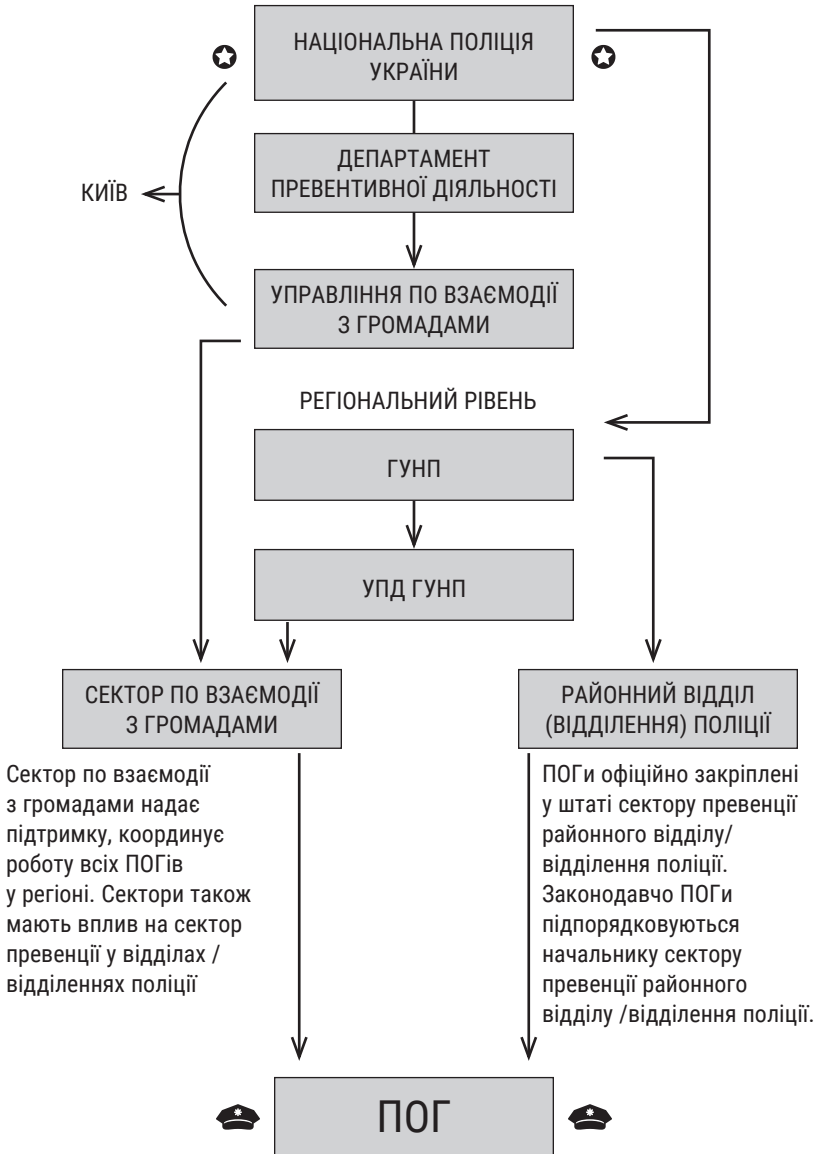 НАЦІОНАЛЬНА ПОЛІЦІЯ
УКРАЇНИ
ДЕПАРТАМЕНТ
ПРЕВЕНТИВНОЇ ДІЯЛЬНОСТІ
КИЇВ
УПРАВЛІННЯ ПО ВЗАЄМОДІЇ
З ГРОМАДАМИ
РЕГІОНАЛЬНИЙ РІВЕНЬ
ГУНП
УПД ГУНП
СЕКТОР ПО ВЗАЄМОДІЇ
З ГРОМАДАМИ
РАЙОННИЙ ВІДДІЛ
(ВІДДІЛЕННЯ) ПОЛІЦІЇ
Сектор по взаємодії
з громадами надає
підтримку, координує
роботу всіх ПОГів
у регіоні. Сектори також
мають вплив на сектор
превенції у відділах /
відділеннях поліції
ПОГи офіційно закріплені
у штаті сектору превенції
районного відділу/
відділення поліції.
Законодавчо ПОГи
підпорядковуються
начальнику сектору
превенції районного
відділу /відділення поліції.
ПОГ